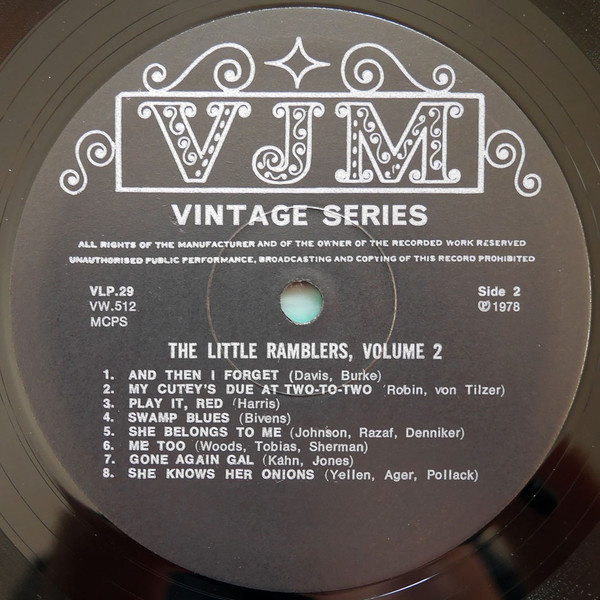 VJM
VINTAGE SERIES
ALL RIGHTS OF THE MANUFACTURER AND OF THE OWNER OF THE RECORDED WORK RESERVED
UNAUTHORISED PUBLIC PERFORMANCE, BROADCASTING AND COPYING OF THIS RECORD PROHIBITED
VLP.29
VW.512
MCPS
Side 2
℗ 1978
THE LITTLE RAMBLERS, VOLUME 2
1. AND THEN I FORGET (Davis, Burke)
2. MY CUTEY'S DUE AT TWO-TO-TWO (Robin, von Tilzer)
3. PLAY IT, RED (Harris)
4. SWAMP BLUES (Bivens)
5. SHE BELONGS TO ME (Johnson, Razaf, Denniker)
6. ME TOO (Woods, Tobias, Sherman)
7. GONE AGAIN GAL (Kahn, Jones)
8. SHE KNOWS HER ONIONS (Yellen, Ager, Pollack)